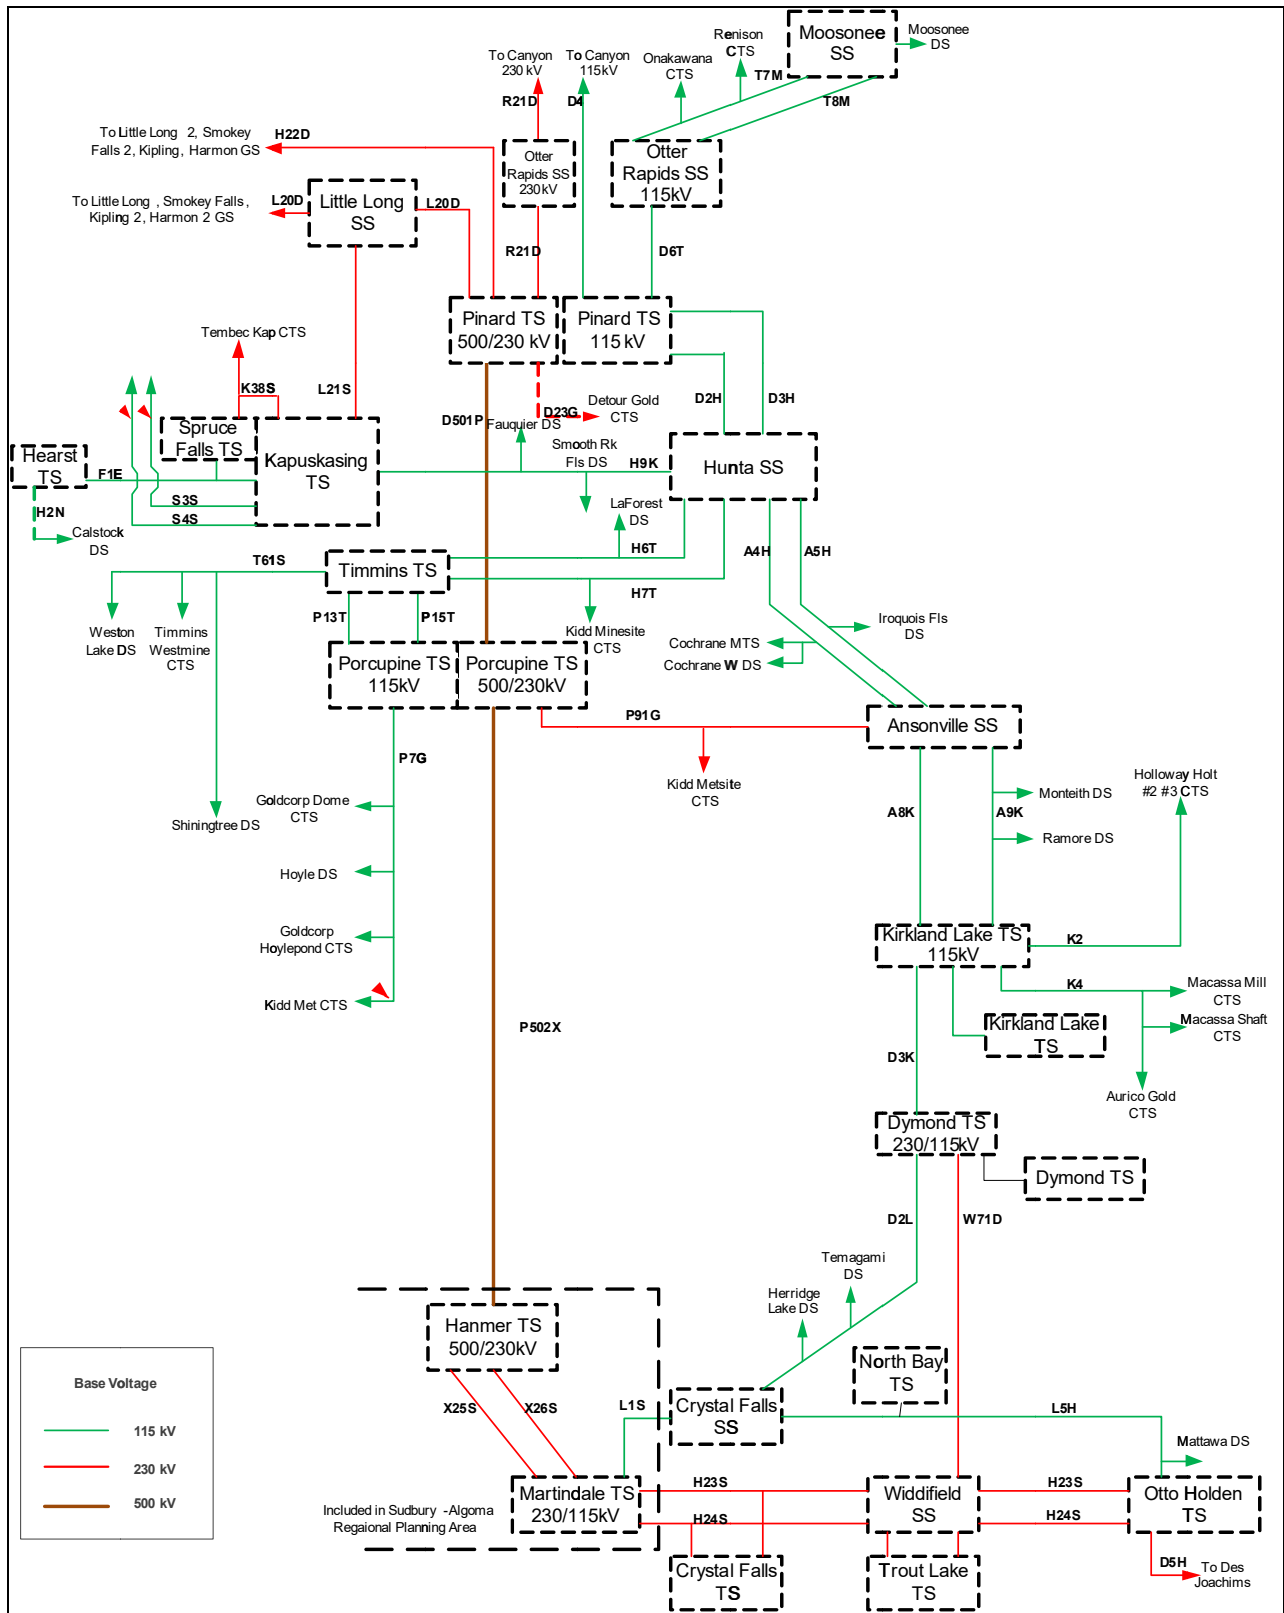 Moosonee
SS
Moosonee
DS
Renison
CTS
To Canyon
230 kV
To Canyon
115kV
Onakawana
CTS
T7M
T8M
R21D
D4
To Little Long 2, Smokey
Falls 2, Kipling, Harmon GS
H22D
Otter
Rapids SS
230kV
Otter
Rapids SS
115kV
To Little Long , Smokey Falls,
Kipling 2, Harmon 2 GS
L20D
Little Long
SS
L20D
R21D
D6T
Pinard TS
500/230 kV
Pinard TS
115 kV
Tembec Kap CTS
K38S
L21S
D501P
D23G
Detour Gold
CTS
D2H
D3H
Fauquier DS
Smooth Rk
Fls DS
Spruce
Falls TS
Kapuskasing
TS
H9K
Hunta SS
Hearst
TS
F1E
S3S
S4S
H2N
Calstock
DS
LaForest
DS
H6T
A4H
A5H
T61S
Timmins TS
H7T
P13T
P15T
Weston
Lake DS
Timmins
Westmine
CTS
Kidd Minesite
CTS
Iroquois Fls
DS
Cochrane MTS
Cochrane W DS
Porcupine TS
115kV
Porcupine TS
500/230kV
P91G
Ansonville SS
P7G
Kidd Metsite
CTS
Holloway Holt
#2 #3 CTS
Goldcorp Dome
CTS
Shiningtree DS
A8K
A9K
Monteith DS
Ramore DS
Hoyle DS
Goldcorp
Hoylepond CTS
Kirkland Lake TS
115kV
K2
Kidd Met CTS
K4
Macassa Mill
CTS
P502X
Kirkland Lake
TS
Macassa Shaft
CTS
D3K
Aurico Gold
CTS
Dymond TS
230/115kV
Dymond TS
D2L
W71D
Temagami
DS
Herridge
Lake DS
Hanmer TS
500/230kV
North Bay
TS
Base Voltage
115 kV
230 kV
500 kV
X25S
X26S
L1S
Crystal Falls
SS
L5H
Mattawa DS
Included in Sudbury -Algoma
Regaional Planning Area
Martindale TS
230/115kV
H23S
H24S
Widdifield
SS
H23S
H24S
Otto Holden
TS
Crystal Falls
TS
Trout Lake
TS
D5H
To Des
Joachims